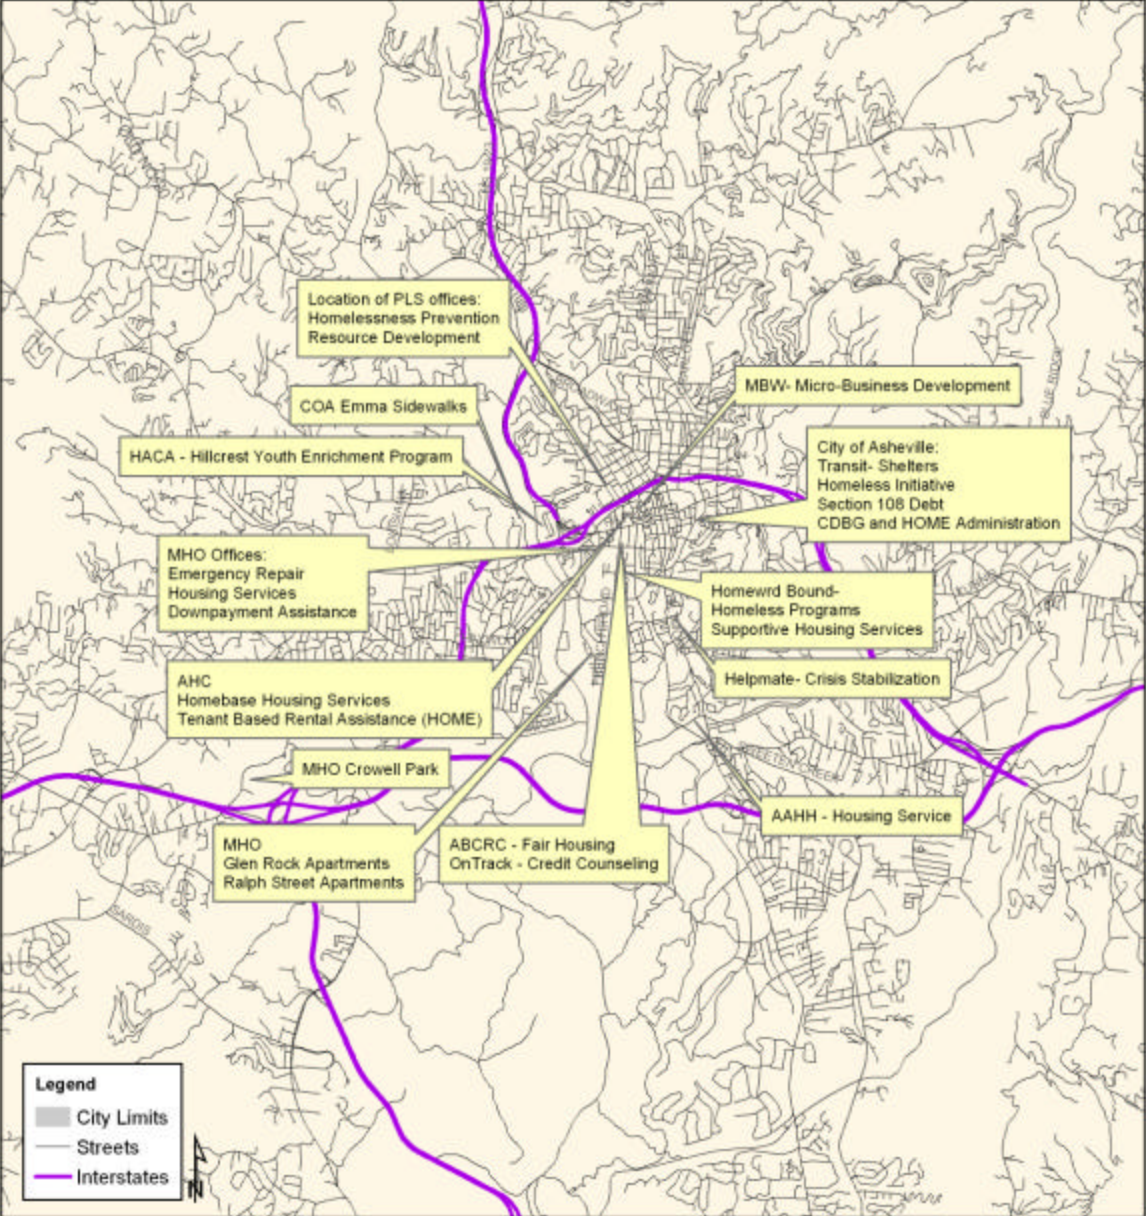 Location of PLS offices:
Homelessness Prevention
Resource Development
MBW- Micro-Business Development
COA Emma Sidewalks
City of Asheville:
Transit- Shelters
Homeless Initiative
Section 108 Debt
CDBG and HOME Administration
HACA - Hillcrest Youth Enrichment Program
MHO Offices:
Emergency Repair
Housing Services
Downpayment Assistance
Homewrd Bound-
Homeless Programs
Supportive Housing Services
AHC
Homebase Housing Services
Tenant Based Rental Assistance (HOME)
Helpmate- Crisis Stabilization
MHO Crowell Park
AAHH - Housing Service
MHO
Glen Rock Apartments
Ralph Street Apartments
ABCRC - Fair Housing
OnTrack - Credit Counseling
SARDIS
Legend
City Limits
Streets
Interstates
N